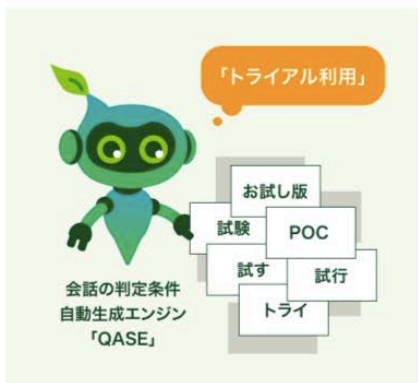 「トライアル利用」
お試し版
試験
POC
試す
試行
トライ
会話の判定条件
自動生成エンジン
「QASE」